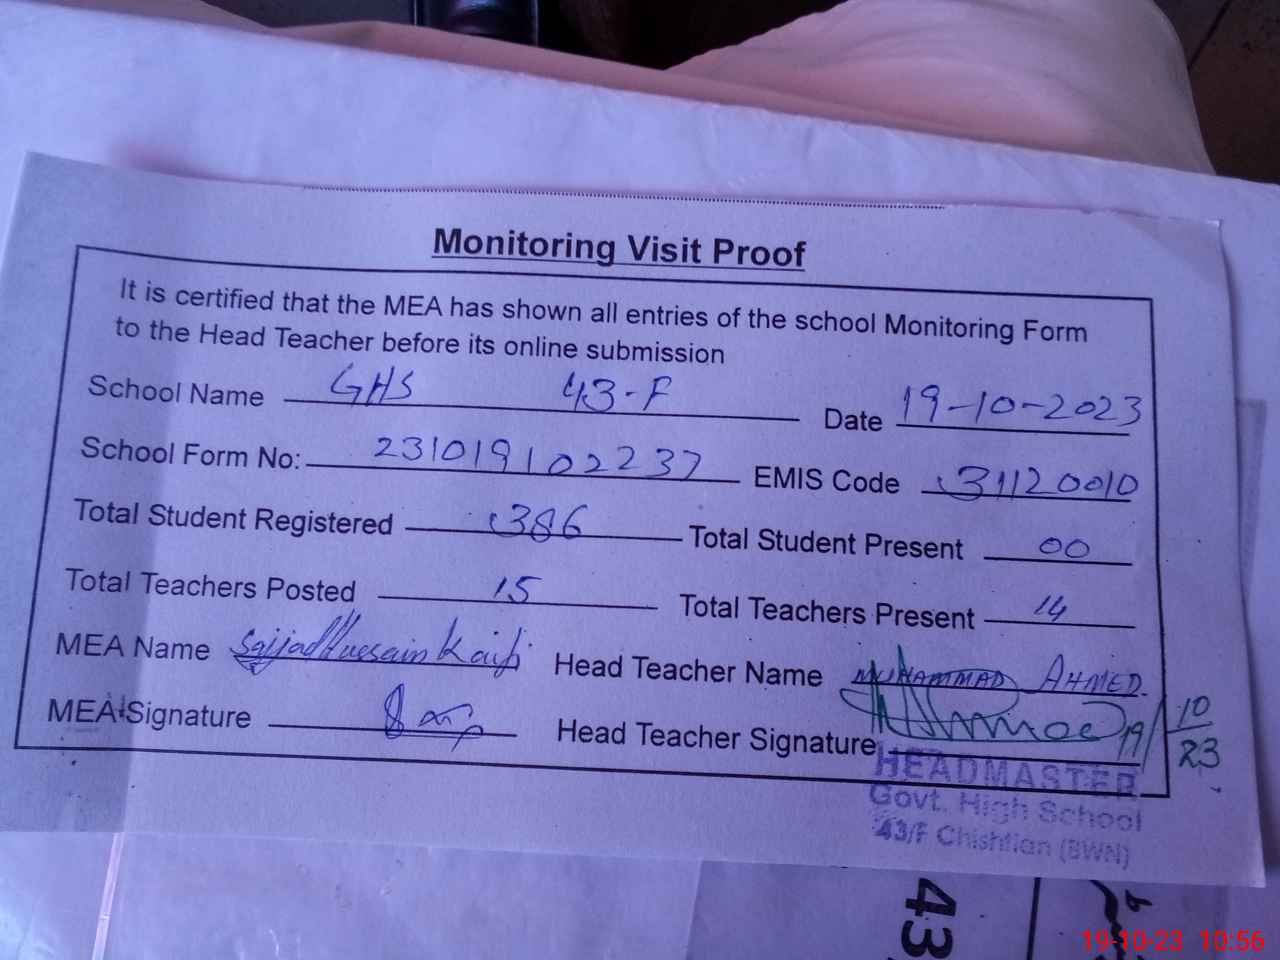 Monitoring Visit Proof
It is certified that the MEA has shown all entries of the school Monitoring Form
to the Head Teacher before its online submission
School Name GHS 43-F Date 19-10-2023
School Form No: 231019102237 EMIS Code 31120010
Total Student Registered 386 Total Student Present 00
Total Teachers Posted 15 Total Teachers Present 14
MEA Name Sajjad Hussain Kaifi Head Teacher Name MUHAMMAD AHMED.
MEA Signature Head Teacher Signature 19/10/23
HEADMASTER
Govt. High School
43/F Chishtian (BWN)
43
19-10-23 10:56